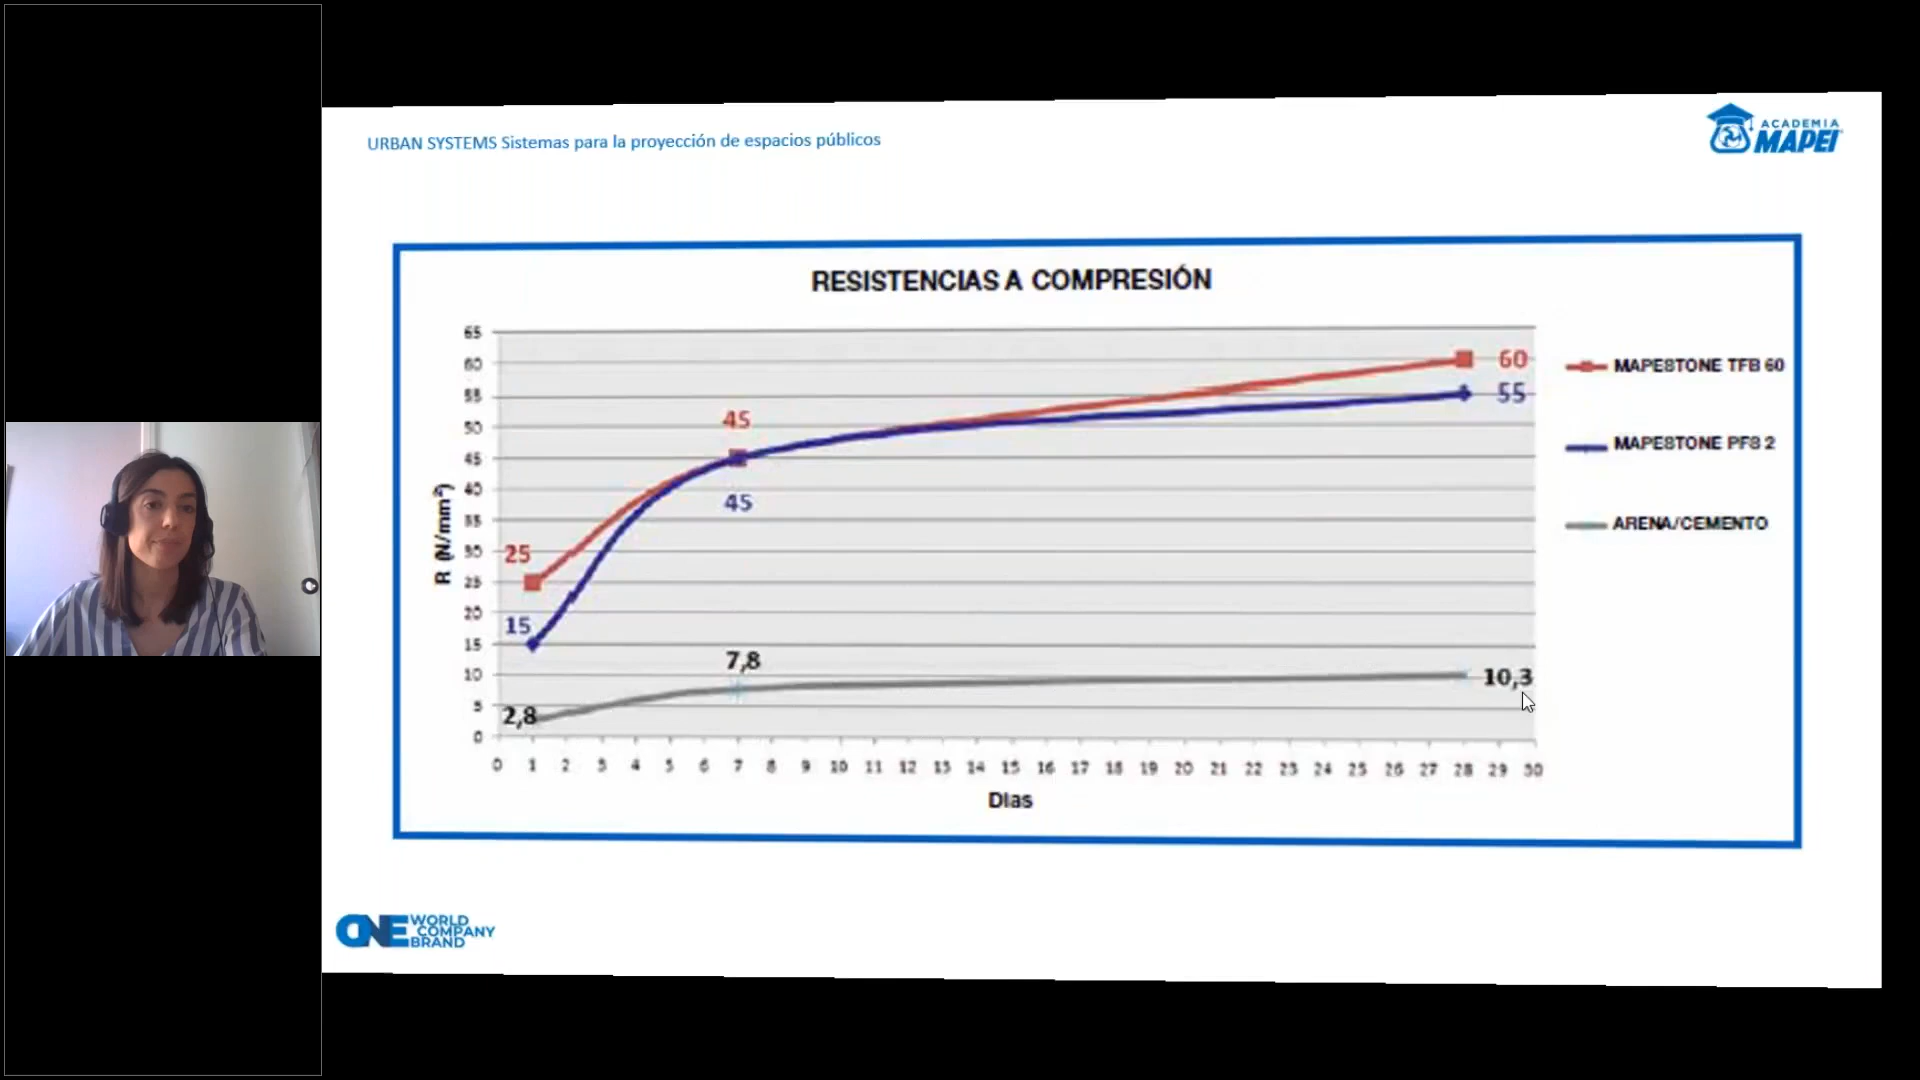 URBAN SYSTEMS Sistemas para la proyección de espacios públicos
ACADEMIA
MAPEI
RESISTENCIAS A COMPRESIÓN
65
60
55
50
45
40
35
30
25
20
15
10
5
0
R (N/mm²)
0 1 2 3 4 5 6 7 8 9 10 11 12 13 14 15 16 17 18 19 20 21 22 23 24 25 26 27 28 29 30
Días
25
45
60
15
45
55
2,8
7,8
10,3
MAPESTONE TFB 60
MAPESTONE PFS 2
ARENA/CEMENTO
ONE WORLD
COMPANY
BRAND